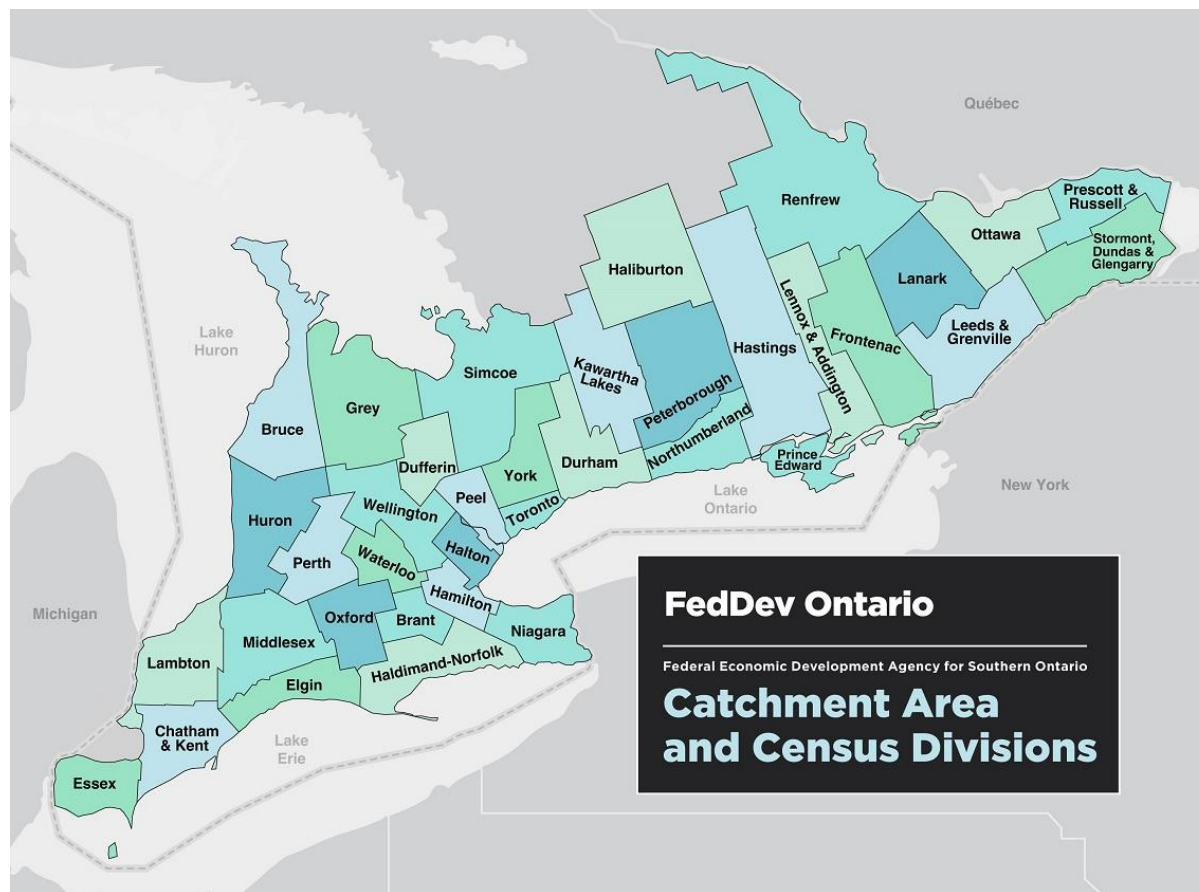 Québec
Renfrew
Prescott &
Russell
Ottawa
Stormont,
Dundas &
Glengarry
Haliburton
Lanark
Lennox & Addington
Lake
Huron
Leeds &
Grenville
Frontenac
Hastings
Simcoe
Kawartha
Lakes
Peterborough
Grey
Bruce
Northumberland
Dufferin
York
Durham
Prince
Edward
Peel
Lake
Ontario
New York
Wellington
Toronto
Huron
Halton
Perth
Waterloo
Hamilton
Michigan
Oxford
Brant
Niagara
Middlesex
Lambton
Haldimand-Norfolk
Elgin
Chatham
& Kent
Lake
Erie
Essex
FedDev Ontario
Federal Economic Development Agency for Southern Ontario
Catchment Area
and Census Divisions